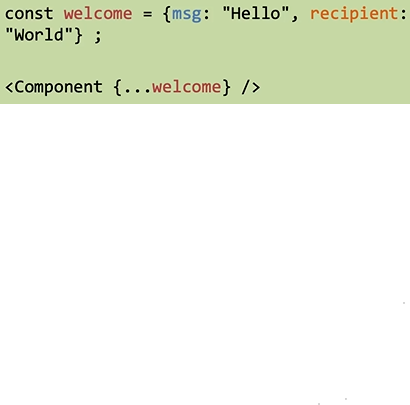 const welcome = {msg: "Hello", recipient:
"World"} ;
<Component {...welcome} />